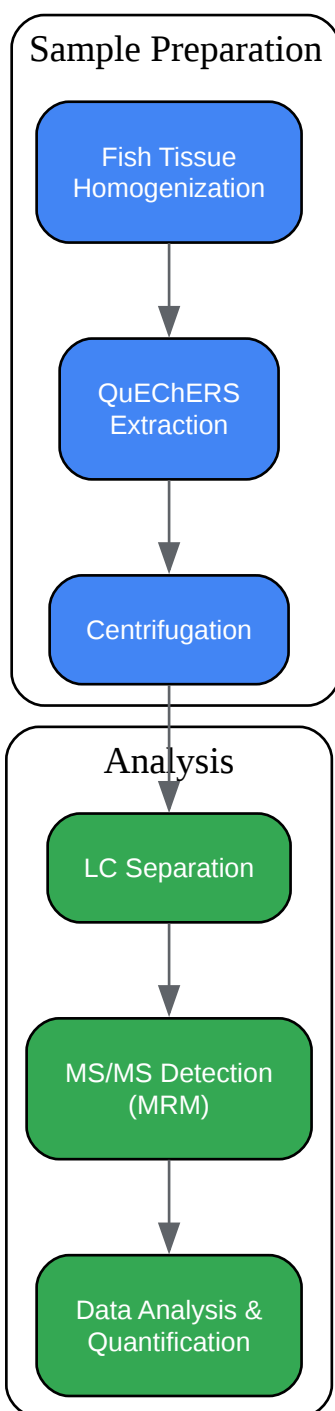 Sample Preparation
Fish Tissue
Homogenization
QuEChERS
Extraction
Centrifugation
Analysis
LC Separation
MS/MS Detection
(MRM)
Data Analysis &
Quantification